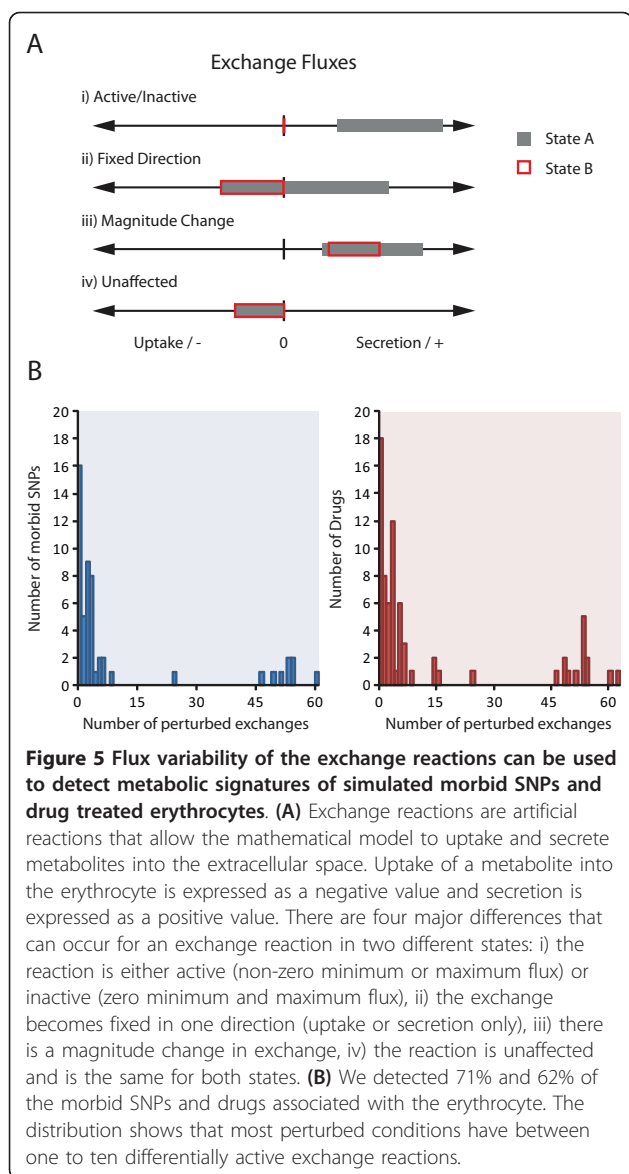 A
Exchange Fluxes
i) Active/Inactive
ii) Fixed Direction
iii) Magnitude Change
iv) Unaffected
Uptake / -
0
Secretion / +
State A
State B
B
Number of morbid SNPs
20
18
16
14
12
10
8
6
4
2
0
0
15
30
45
60
Number of perturbed exchanges
Number of Drugs
20
18
16
14
12
10
8
6
4
2
0
0
15
30
45
60
Number of perturbed exchanges
Figure 5 Flux variability of the exchange reactions can be used
to detect metabolic signatures of simulated morbid SNPs and
drug treated erythrocytes. (A) Exchange reactions are artificial
reactions that allow the mathematical model to uptake and secrete
metabolites into the extracellular space. Uptake of a metabolite into
the erythrocyte is expressed as a negative value and secretion is
expressed as a positive value. There are four major differences that
can occur for an exchange reaction in two different states: i) the
reaction is either active (non-zero minimum or maximum flux) or
inactive (zero minimum and maximum flux), ii) the exchange
becomes fixed in one direction (uptake or secretion only), iii) there
is a magnitude change in exchange, iv) the reaction is unaffected
and is the same for both states. (B) We detected 71% and 62% of
the morbid SNPs and drugs associated with the erythrocyte. The
distribution shows that most perturbed conditions have between
one to ten differentially active exchange reactions.